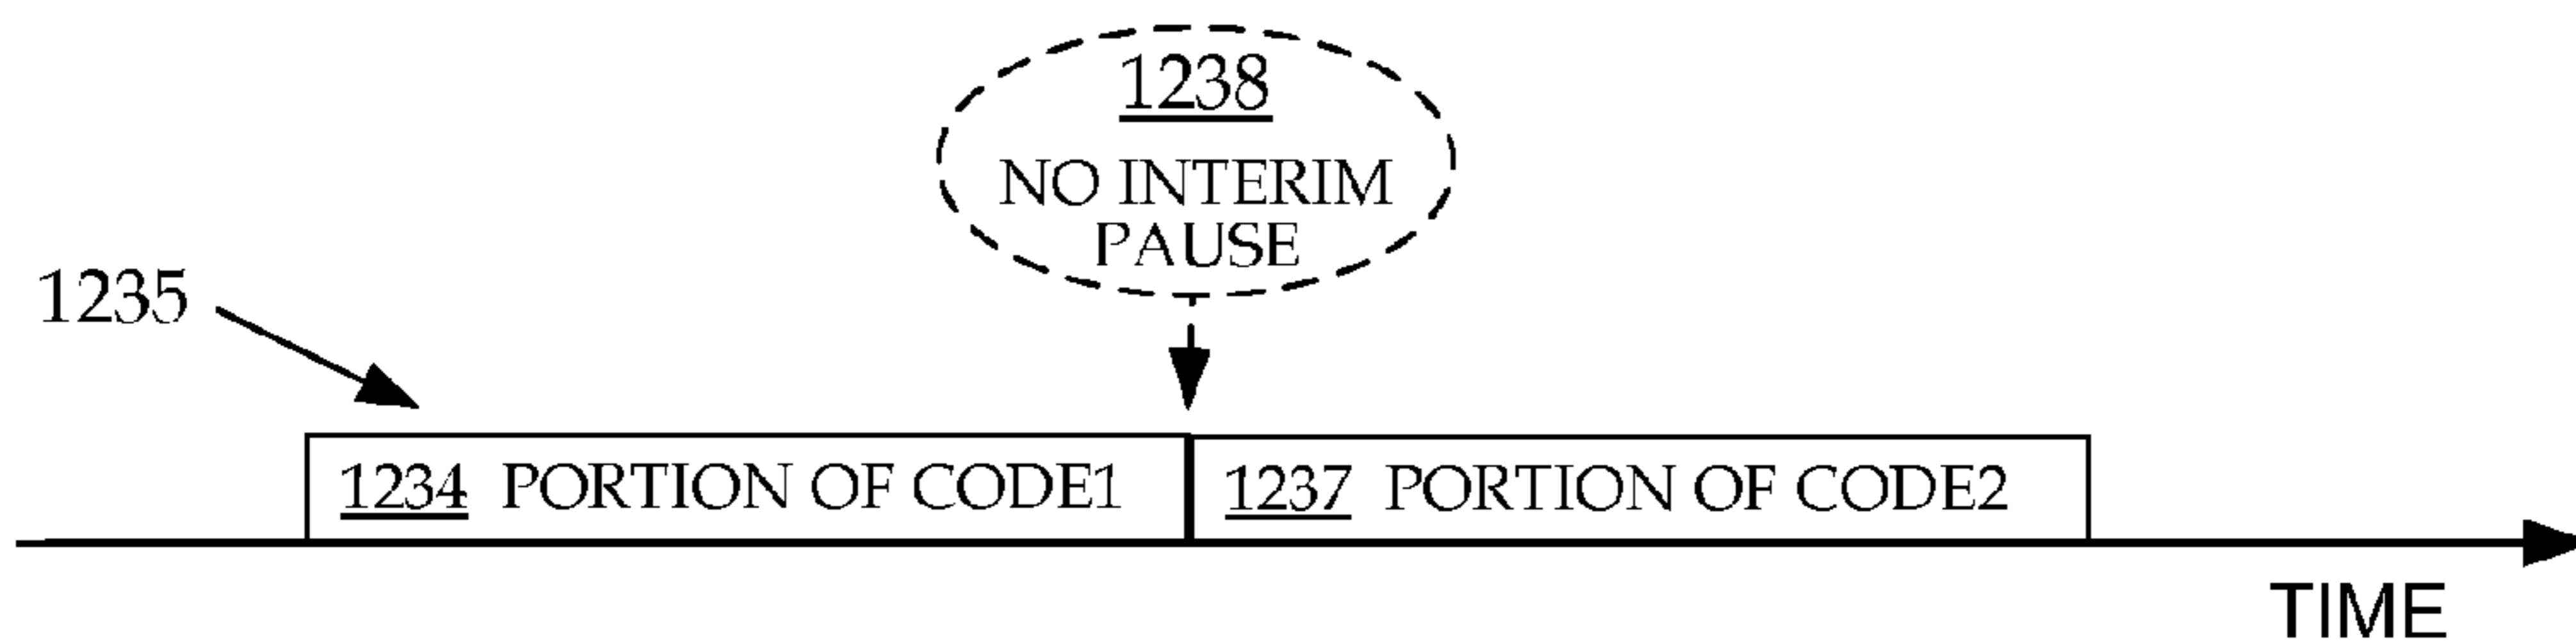 1238
NO INTERIM
PAUSE
1235
1234 PORTION OF CODE1
1237 PORTION OF CODE2
TIME